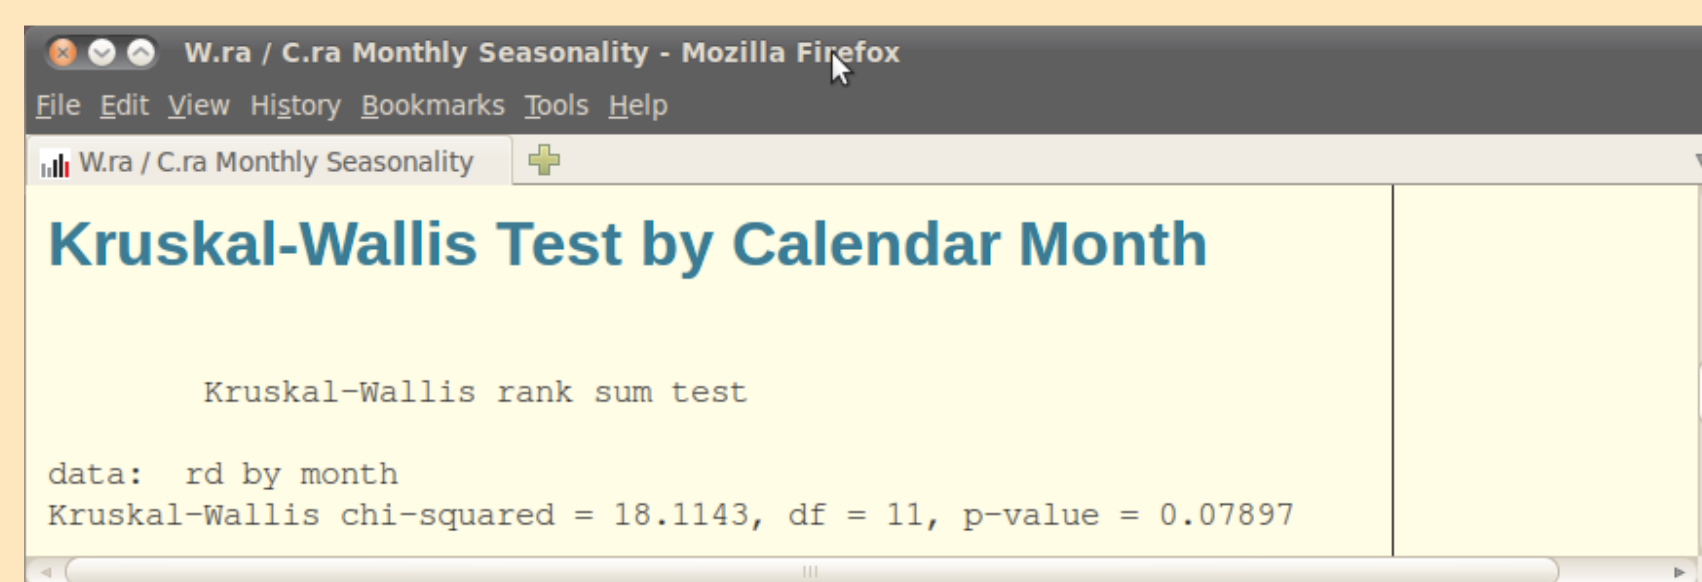 W.ra / C.ra Monthly Seasonality - Mozilla Firefox
File Edit View History Bookmarks Tools Help
W.ra / C.ra Monthly Seasonality
Kruskal-Wallis Test by Calendar Month
Kruskal-Wallis rank sum test
data:  rd by month
Kruskal-Wallis chi-squared = 18.1143, df = 11, p-value = 0.07897